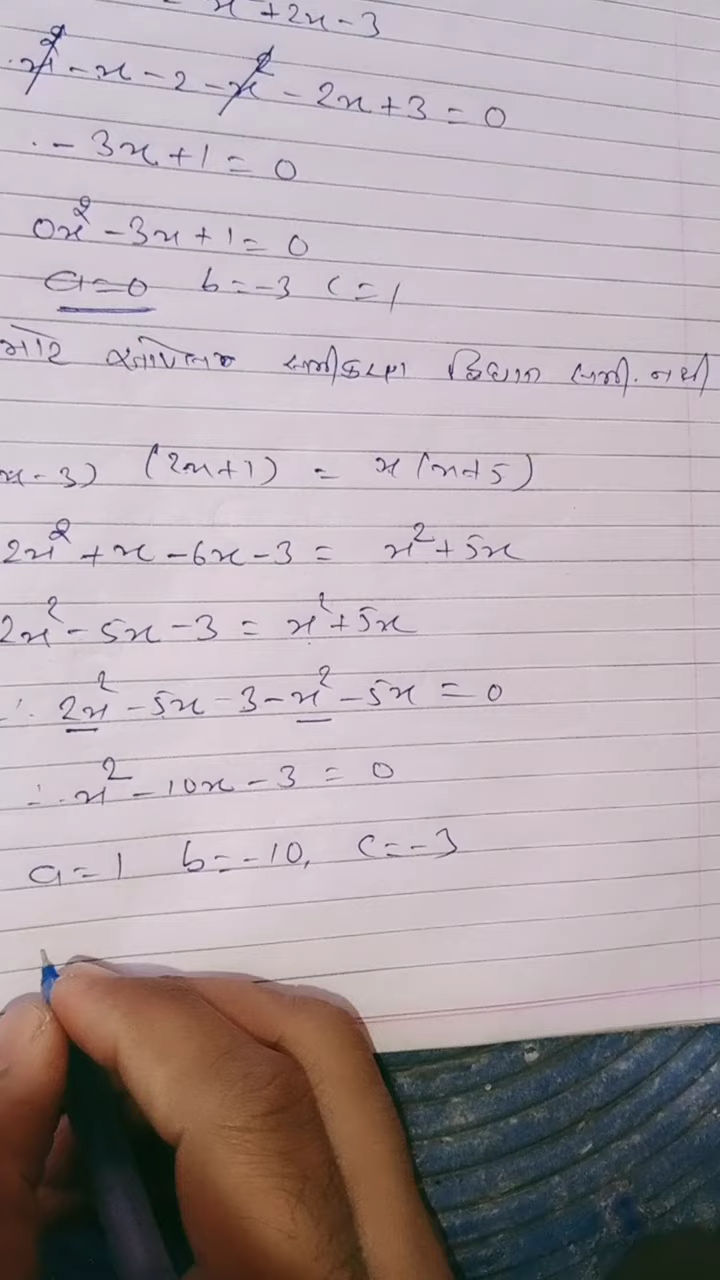 x + 2x - 3
x² - x - 2 - x² - 2x + 3 = 0
∴ - 3x + 1 = 0
0x² - 3x + 1 = 0
a = 0 b = -3 c = 1
માટે સમીકરણ દ્વિઘાત સમી. નથી
x - 3) (2x + 1) = x (x + 5)
2x² + x - 6x - 3 = x² + 5x
2x² - 5x - 3 = x² + 5x
∴ 2x² - 5x - 3 - x² - 5x = 0
∴ x² - 10x - 3 = 0
a = 1 b = -10, c = -3